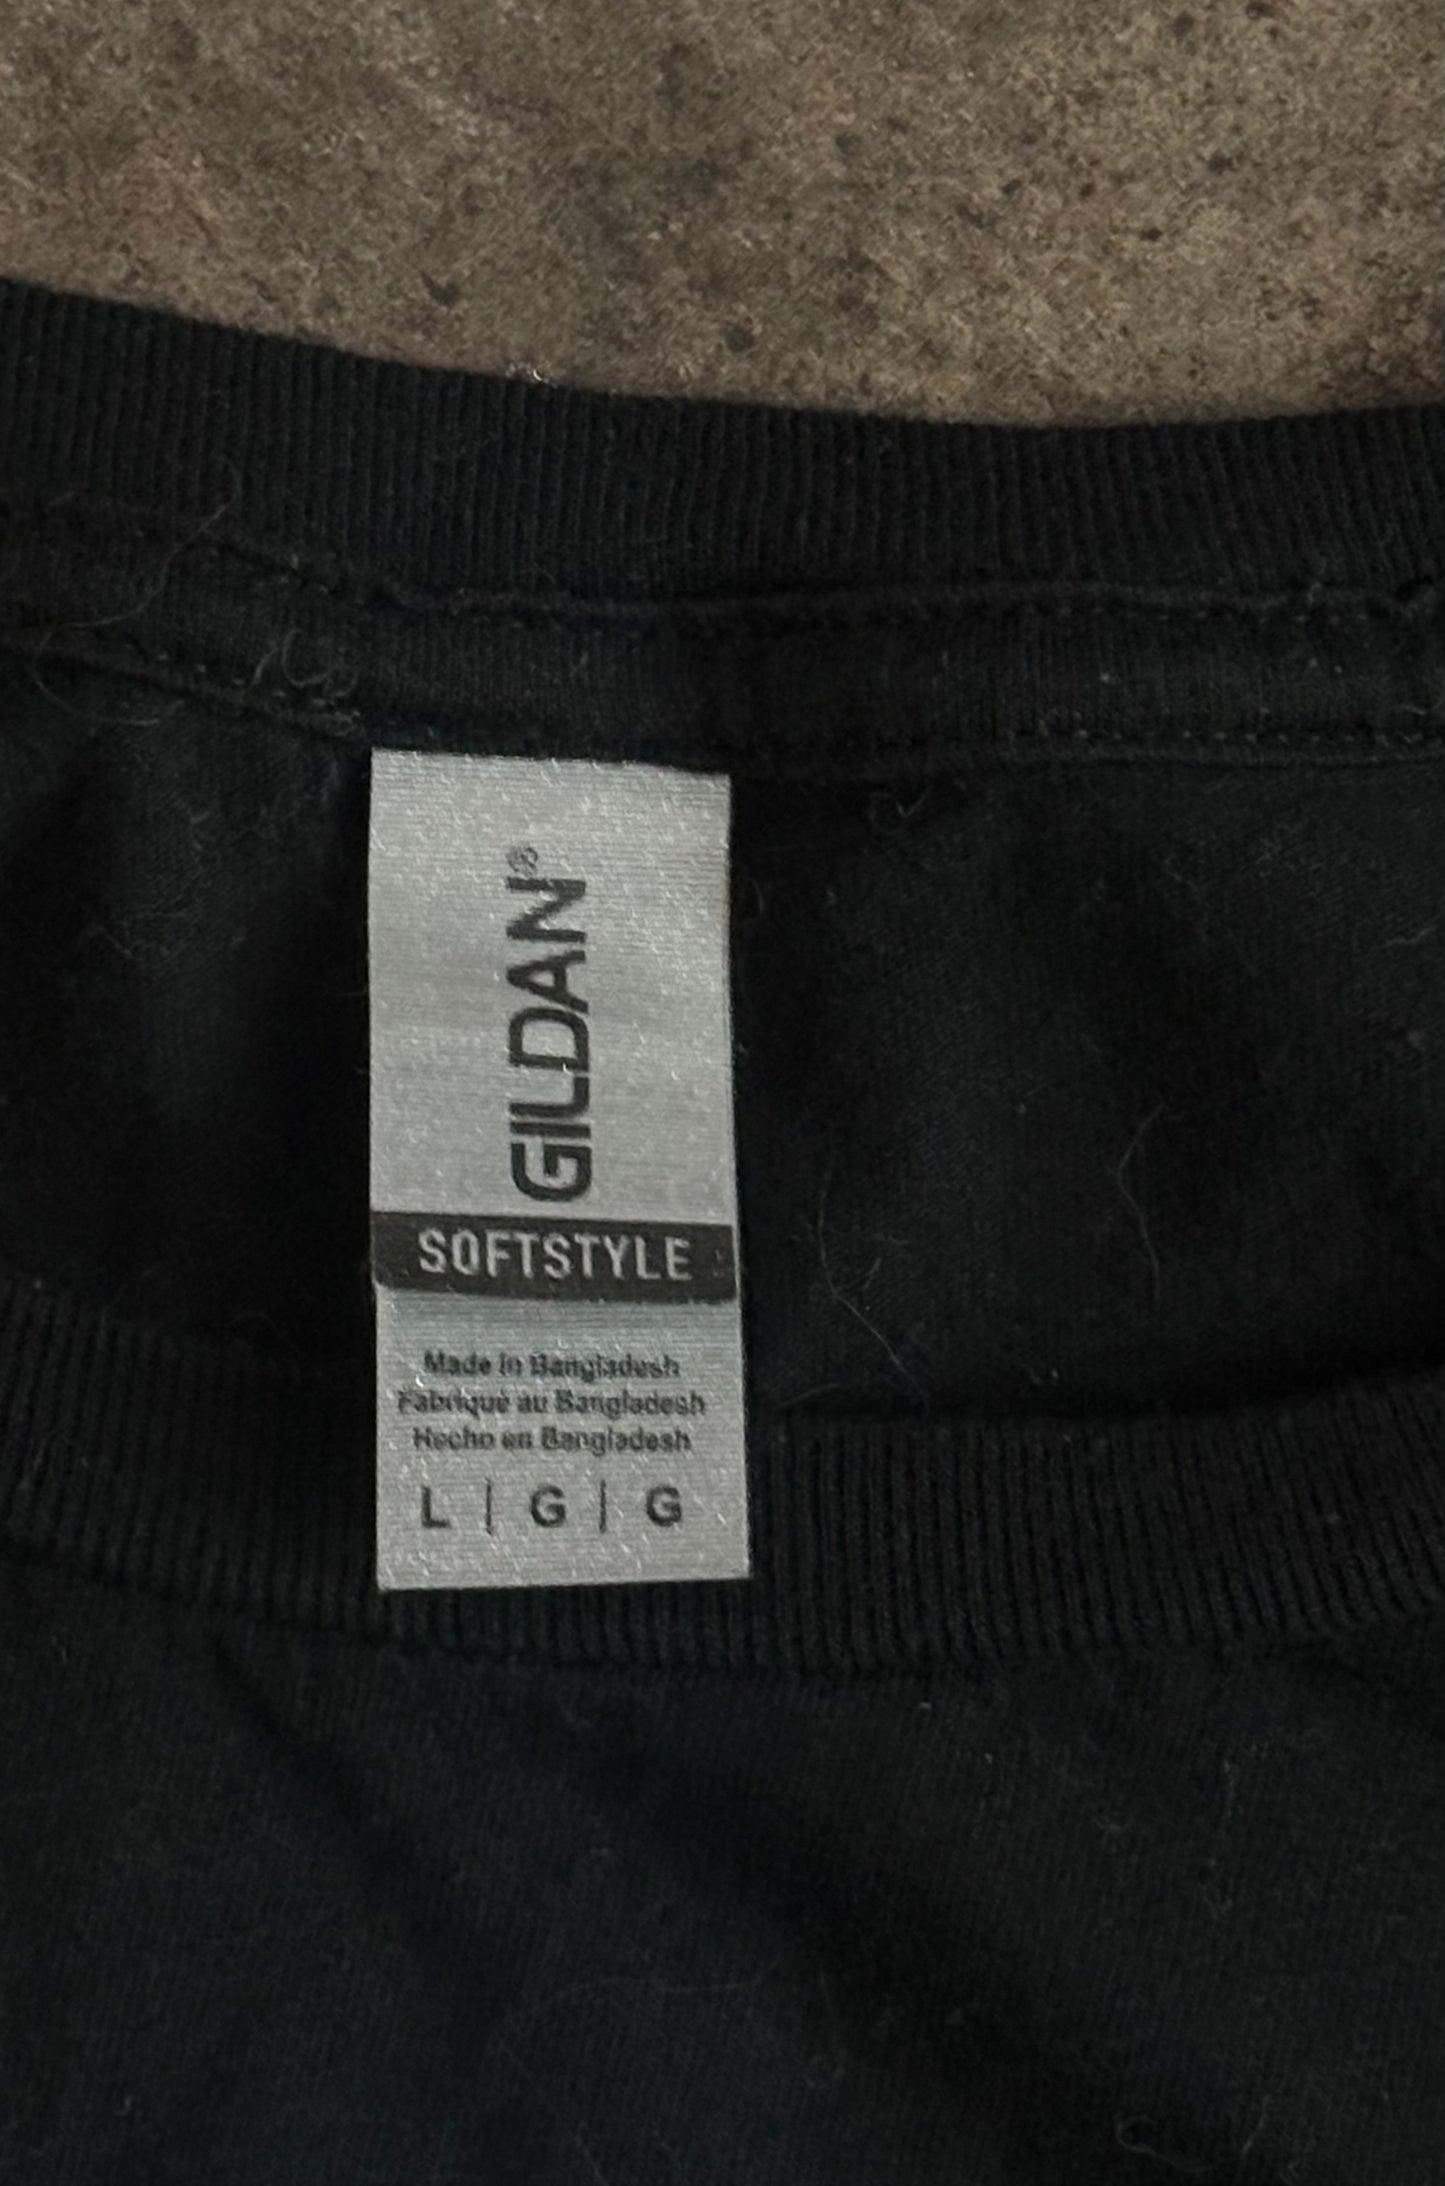 GILDAN®
SOFTSTYLE
Made in Bangladesh
Fabriqué au Bangladesh
Hecho en Bangladesh
L | G | G